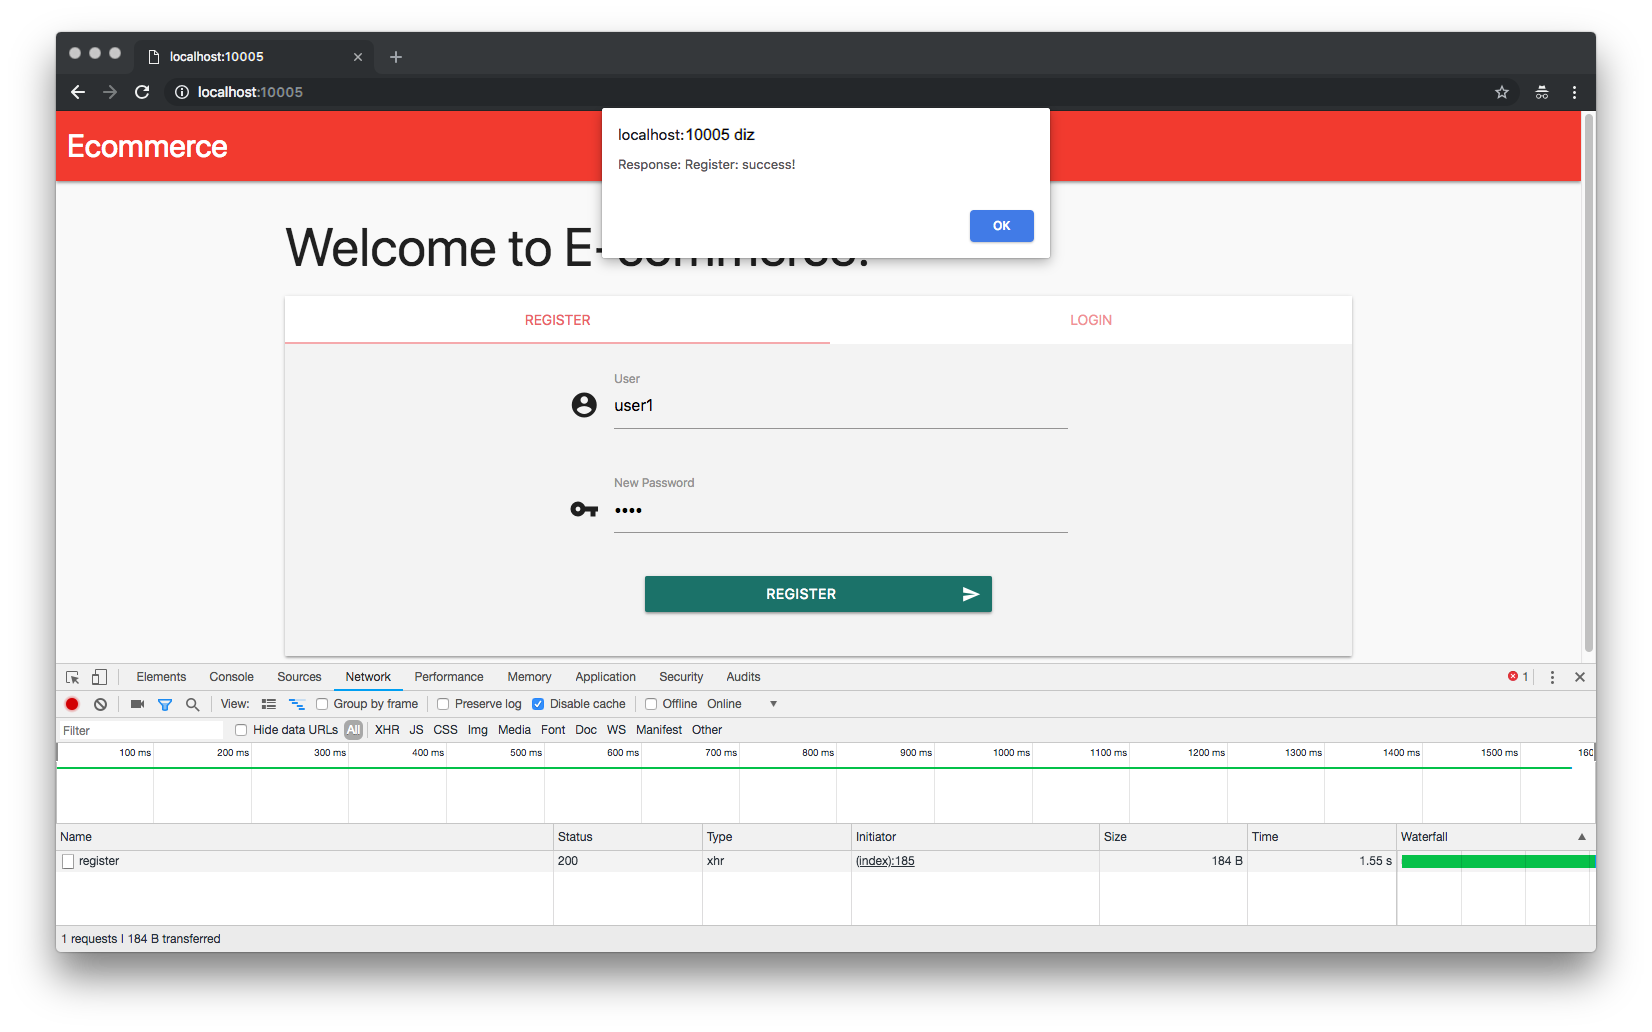 localhost:10005
localhost:10005
Ecommerce
localhost:10005 diz
Response: Register: success!
OK
Welcome to E-commerce!
REGISTER LOGIN
User
user1
New Password
••••
REGISTER
Elements Console Sources Network Performance Memory Application Security Audits 1
View: Group by frame Preserve log Disable cache Offline Online
Filter Hide data URLs All XHR JS CSS Img Media Font Doc WS Manifest Other
100 ms 200 ms 300 ms 400 ms 500 ms 600 ms 700 ms 800 ms 900 ms 1000 ms 1100 ms 1200 ms 1300 ms 1400 ms 1500 ms 160
Name Status Type Initiator Size Time Waterfall
register 200 xhr (index):185 184 B 1.55 s
1 requests | 184 B transferred